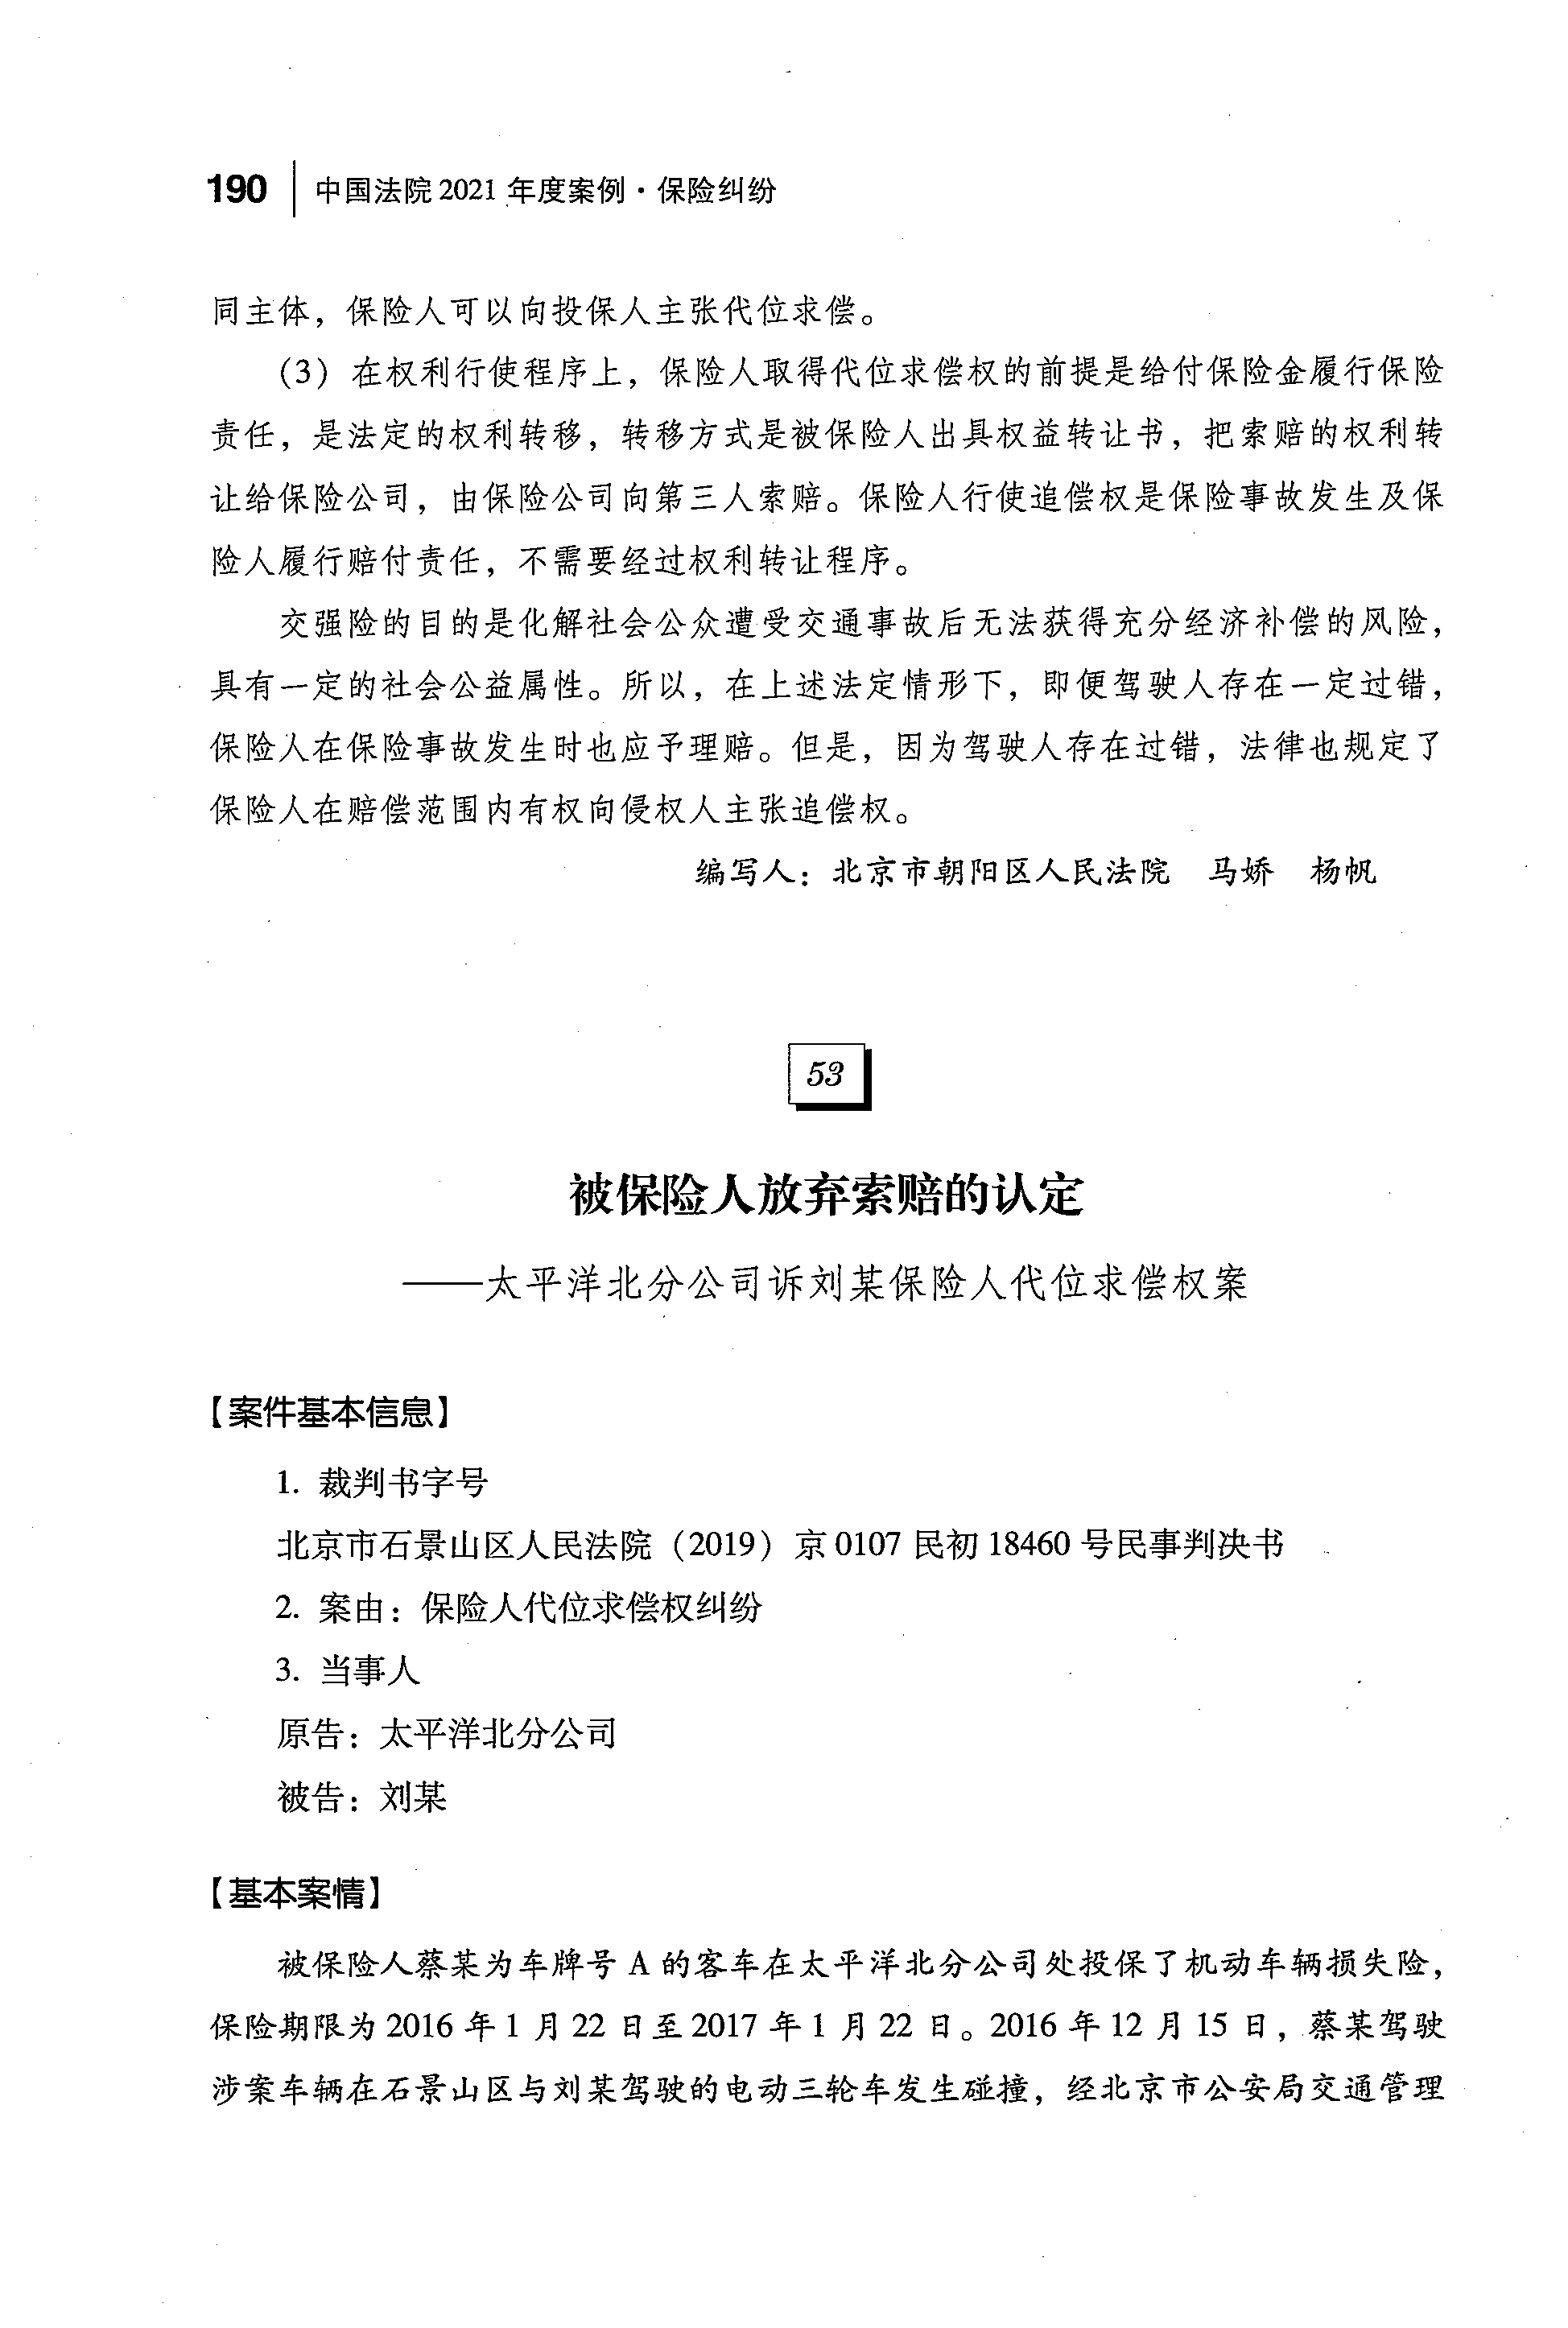 190 中国法院2021年度案例·保险纠纷
同主体，保险人可以向投保人主张代位求偿。
（3）在权利行使程序上，保险人取得代位求偿权的前提是给付保险金履行保险
责任，是法定的权利转移，转移方式是被保险人出具权益转让书，把索赔的权利转
让给保险公司，由保险公司向第三人索赔。保险人行使追偿权是保险事故发生及保
险人履行赔付责任，不需要经过权利转让程序。
交强险的目的是化解社会公众遭受交通事故后无法获得充分经济补偿的风险，
具有一定的社会公益属性。所以，在上述法定情形下，即便驾驶人存在一定过错，
保险人在保险事故发生时也应予理赔。但是，因为驾驶人存在过错，法律也规定了
保险人在赔偿范围内有权向侵权人主张追偿权。
编写人：北京市朝阳区人民法院 马娇 杨帆
53
被保险人放弃索赔的认定
——太平洋北分公司诉刘某保险人代位求偿权案
【案件基本信息】
1. 裁判书字号
北京市石景山区人民法院（2019）京0107民初18460号民事判决书
2. 案由：保险人代位求偿权纠纷
3. 当事人
原告：太平洋北分公司
被告：刘某
【基本案情】
被保险人蔡某为车牌号A的客车在太平洋北分公司处投保了机动车辆损失险，
保险期限为2016年1月22日至2017年1月22日。2016年12月15日，蔡某驾驶
涉案车辆在石景山区与刘某驾驶的电动三轮车发生碰撞，经北京市公安局交通管理